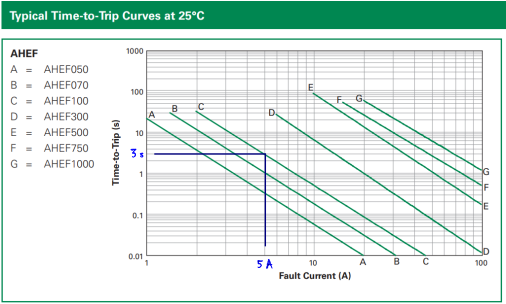 Typical Time-to-Trip Curves at 25°C
AHEF
A = AHEF050
B = AHEF070
C = AHEF100
D = AHEF300
E = AHEF500
F = AHEF750
G = AHEF1000
Time-to-Trip (s)
1000
100
10
3 s
1
0.1
0.01
A
B
C
D
E
F
G
G
F
E
D
A
B
C
1
5 A
10
100
Fault Current (A)